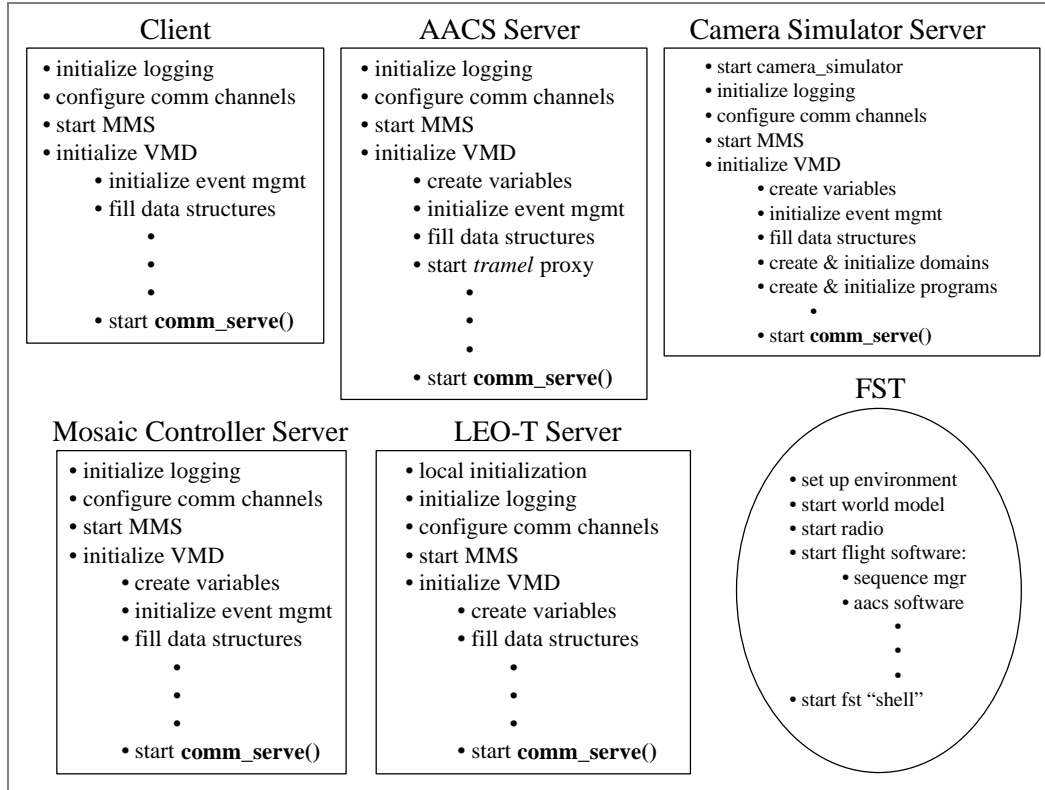 Client
• initialize logging
• configure comm channels
• start MMS
• initialize VMD
• initialize event mgmt
• fill data structures
•
•
•
• start comm_serve()
AACS Server
• initialize logging
• configure comm channels
• start MMS
• initialize VMD
• create variables
• initialize event mgmt
• fill data structures
• start tramel proxy
•
•
•
• start comm_serve()
Camera Simulator Server
• start camera_simulator
• initialize logging
• configure comm channels
• start MMS
• initialize VMD
• create variables
• initialize event mgmt
• fill data structures
• create & initialize domains
• create & initialize programs
•
• start comm_serve()
Mosaic Controller Server
• initialize logging
• configure comm channels
• start MMS
• initialize VMD
• create variables
• initialize event mgmt
• fill data structures
•
•
•
• start comm_serve()
LEO-T Server
• local initialization
• initialize logging
• configure comm channels
• start MMS
• initialize VMD
• create variables
• fill data structures
•
•
•
• start comm_serve()
FST
• set up environment
• start world model
• start radio
• start flight software:
• sequence mgr
• aacs software
•
•
•
• start fst “shell”